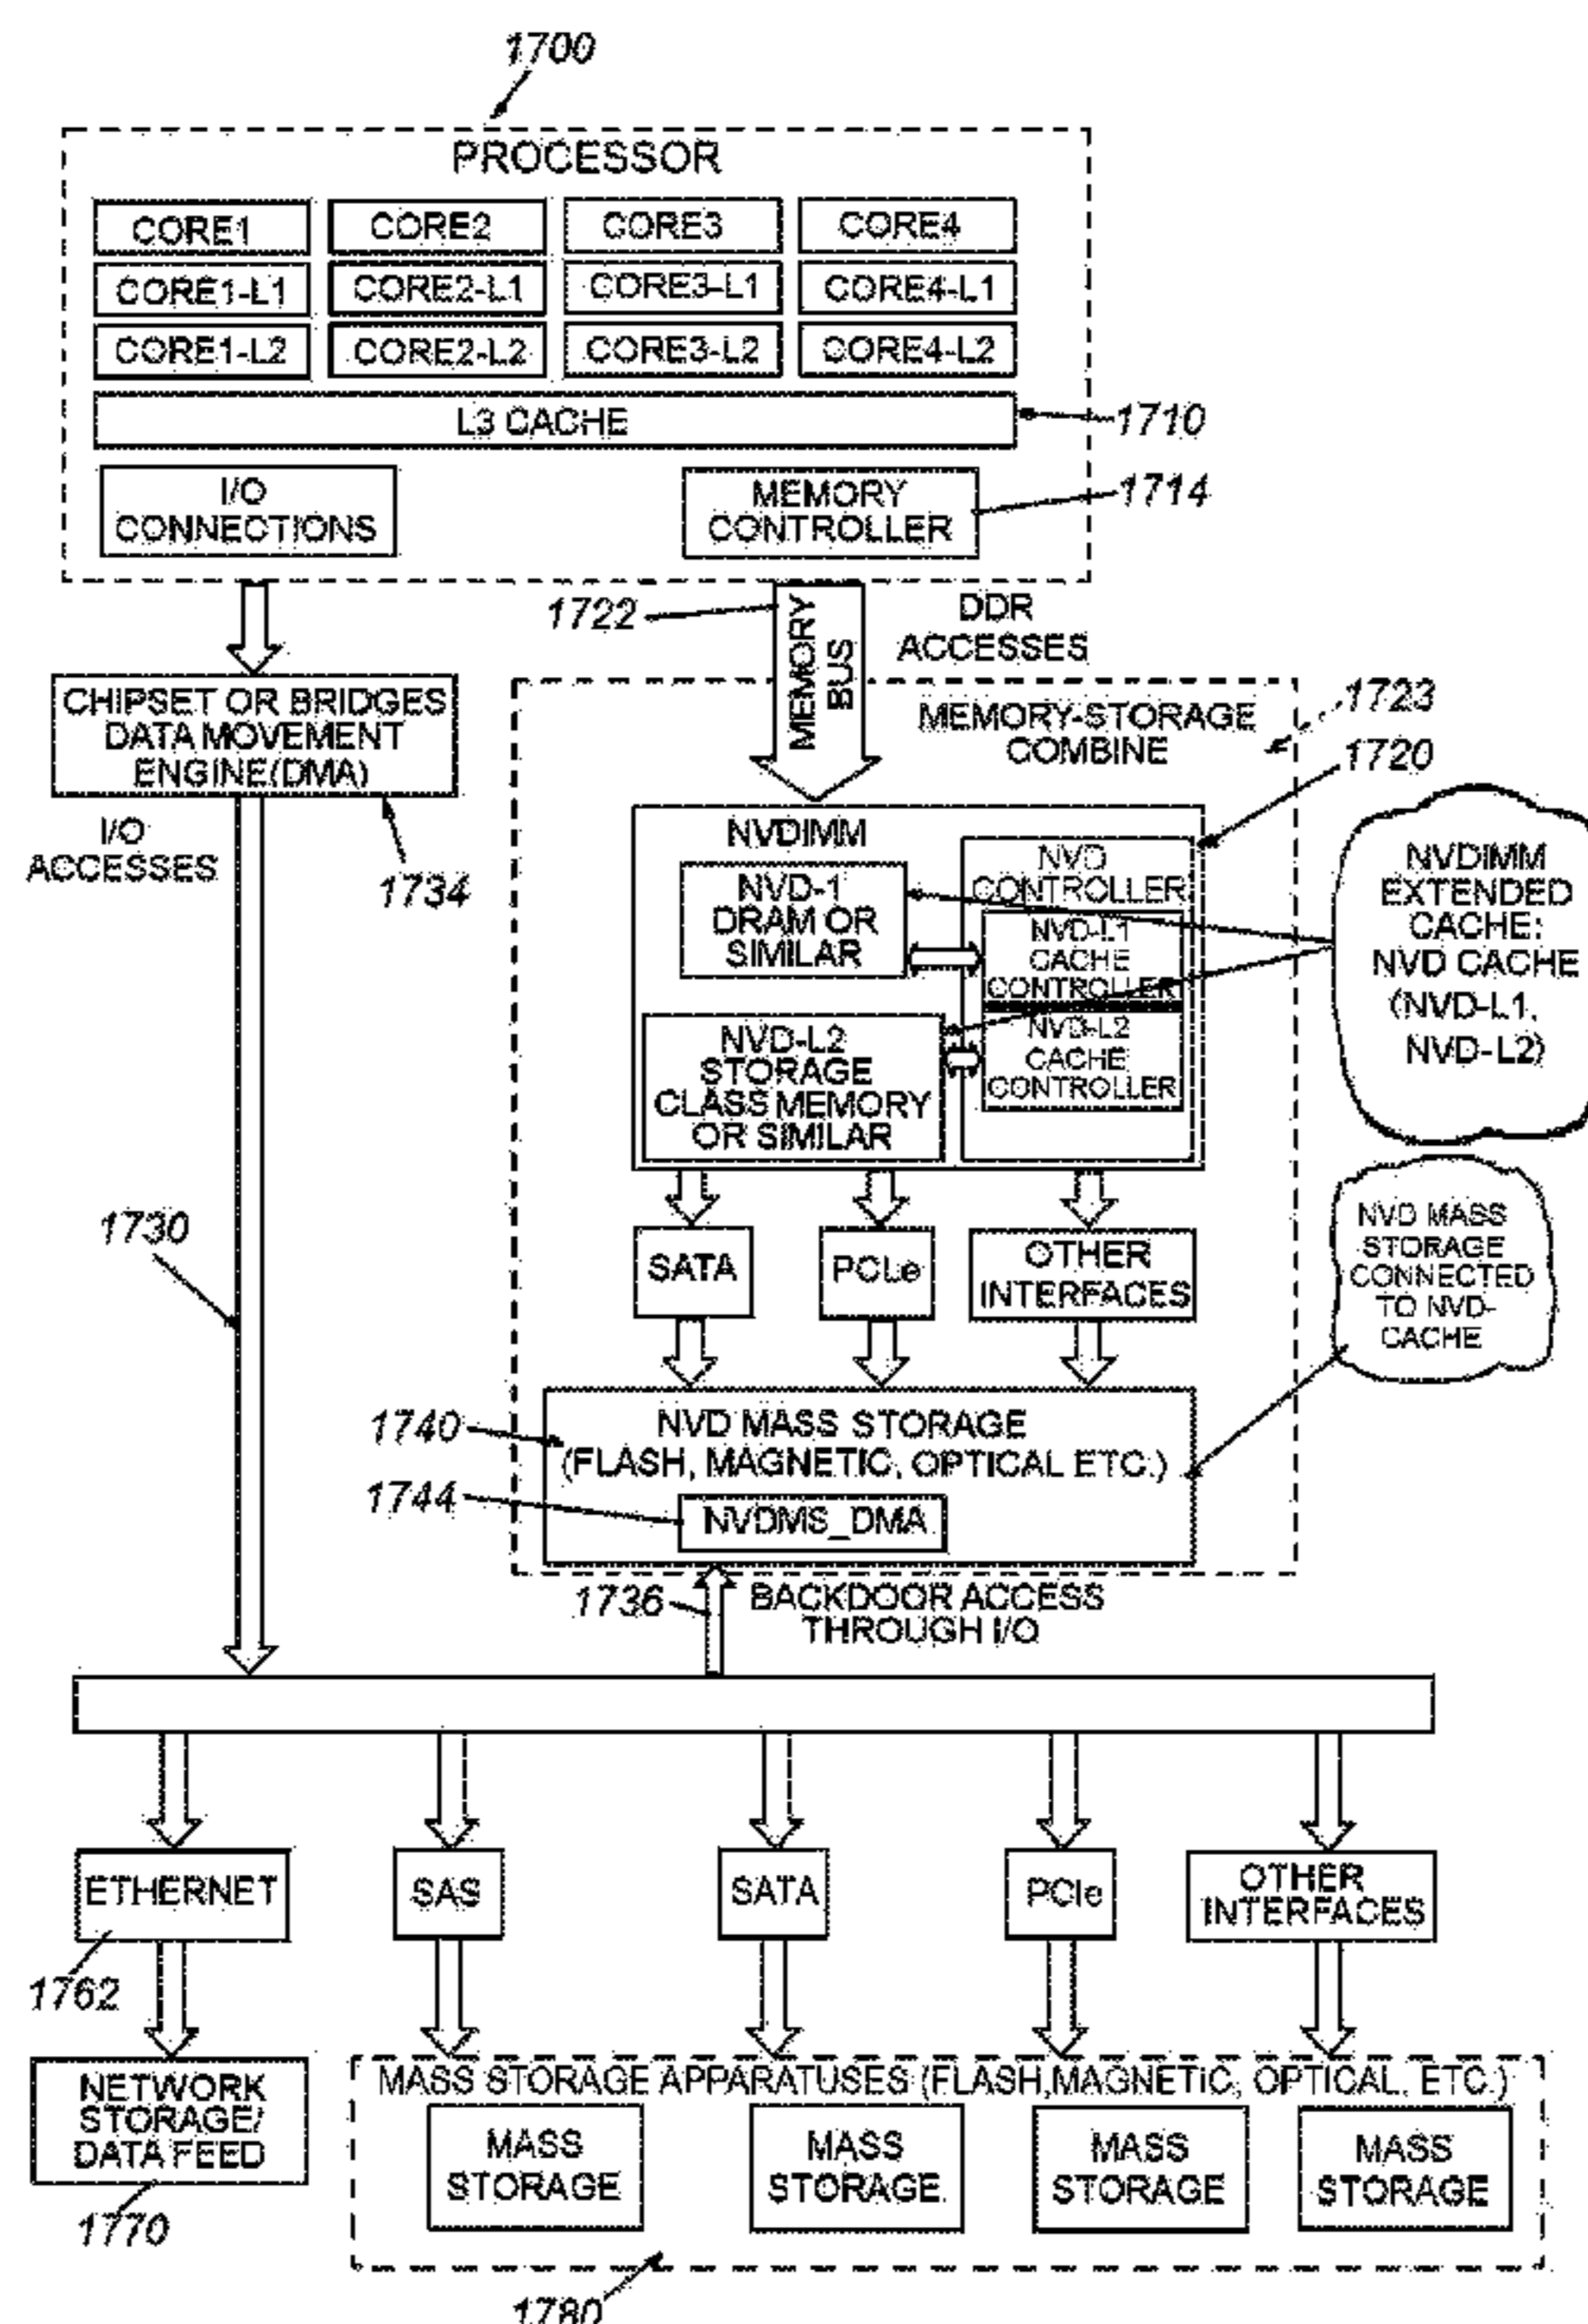 1700
PROCESSOR
CORE1
CORE2
CORE3
CORE4
CORE1-L1
CORE2-L1
CORE3-L1
CORE4-L1
CORE1-L2
CORE2-L2
CORE3-L2
CORE4-L2
L3 CACHE
1710
I/O
CONNECTIONS
MEMORY
CONTROLLER
1714
1722
MEMORY
BUS
DDR
ACCESSES
CHIPSET OR BRIDGES
DATA MOVEMENT
ENGINE(DMA)
I/O
ACCESSES
1734
MEMORY-STORAGE
COMBINE
1723
1720
NVDIMM
NVD-1
DRAM OR
SIMILAR
NVD
CONTROLLER
NVD-L1
CACHE
CONTROLLER
NVD-L2
STORAGE
CLASS MEMORY
OR SIMILAR
NVD-L2
CACHE
CONTROLLER
NVDIMM
EXTENDED
CACHE:
NVD CACHE
(NVD-L1,
NVD-L2)
1730
SATA
PCLe
OTHER
INTERFACES
NVD MASS
STORAGE
CONNECTED
TO NVD-
CACHE
1740
NVD MASS STORAGE
(FLASH, MAGNETIC, OPTICAL ETC.)
1744
NVDMS_DMA
1736
BACKDOOR ACCESS
THROUGH I/O
ETHERNET
SAS
SATA
PCIe
OTHER
INTERFACES
1762
NETWORK
STORAGE/
DATA FEED
1770
MASS STORAGE APPARATUSES (FLASH,MAGNETIC, OPTICAL, ETC.)
MASS
STORAGE
MASS
STORAGE
MASS
STORAGE
MASS
STORAGE
1780